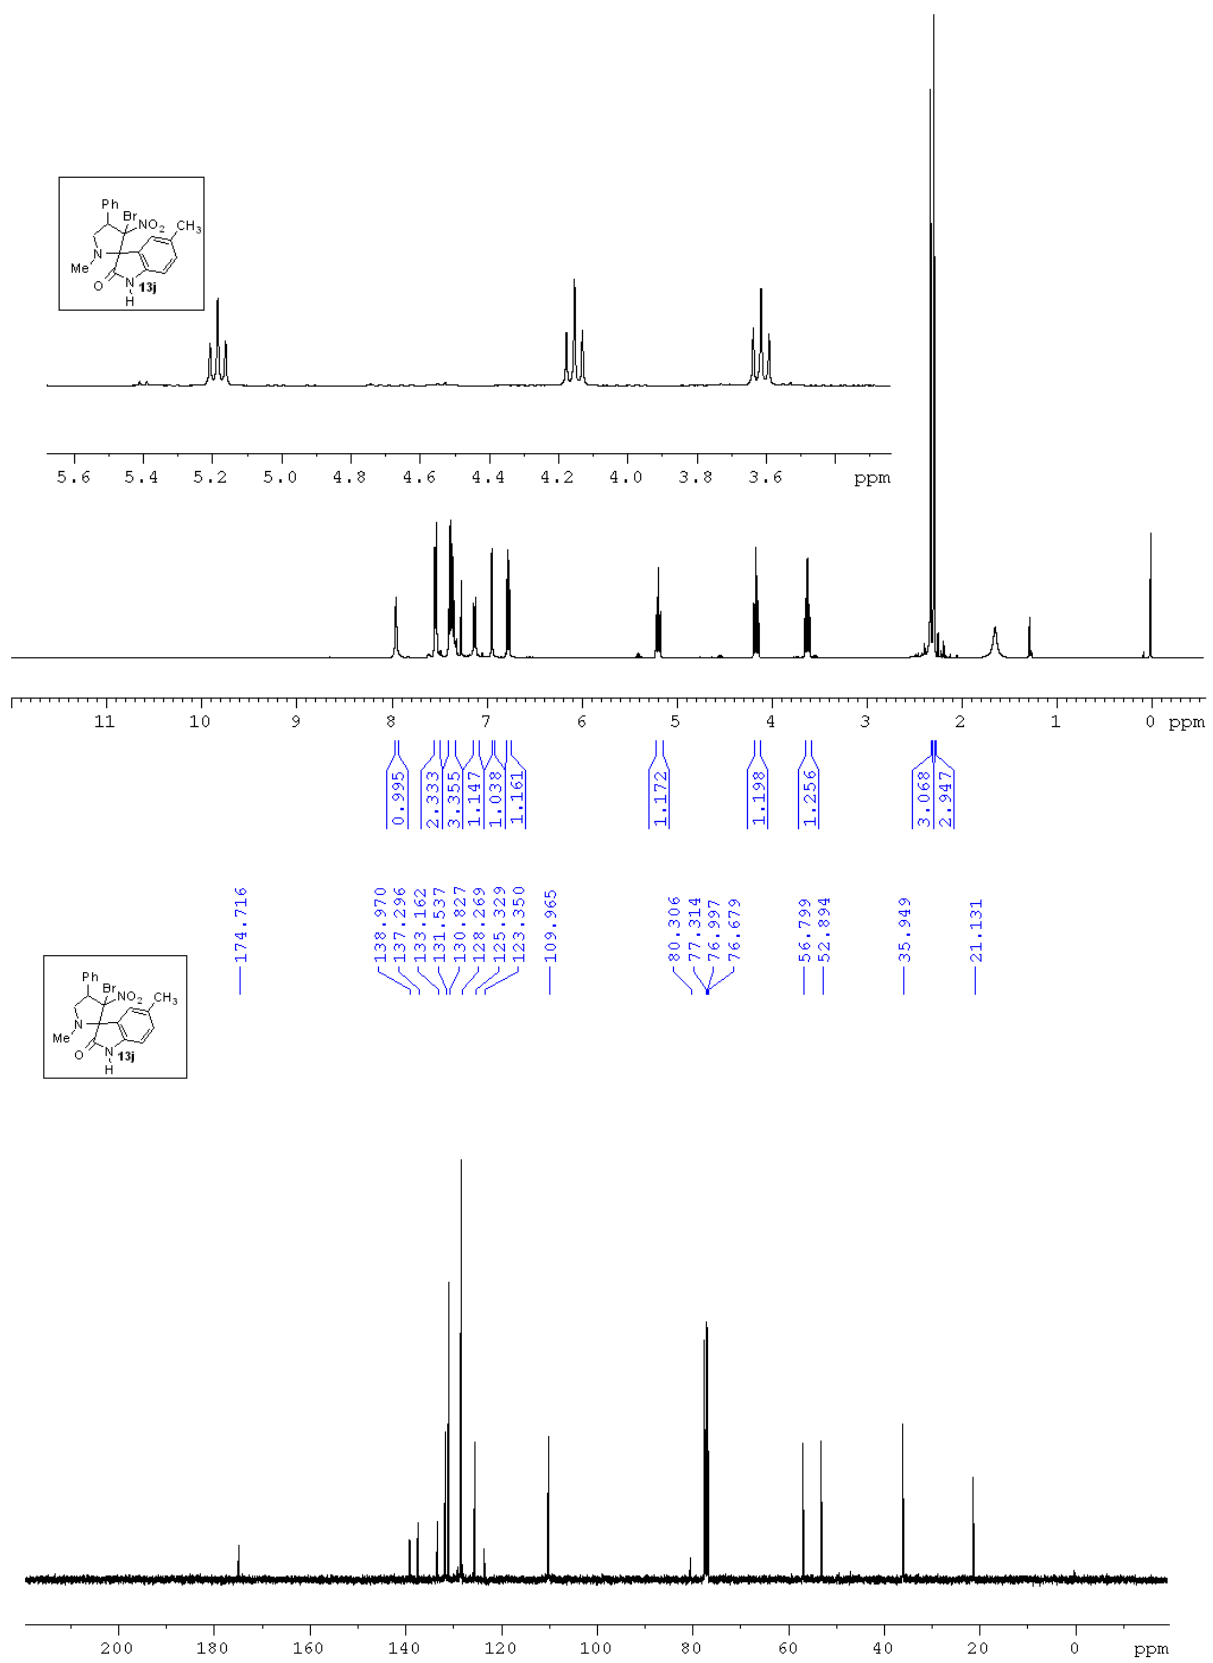 Ph
Br
NO2
CH3
N
Me
O
N
H
13j
5.6 5.4 5.2 5.0 4.8 4.6 4.4 4.2 4.0 3.8 3.6 ppm
11 10 9 8 7 6 5 4 3 2 1 0 ppm
0.995
2.333
3.355
1.147
1.038
1.161
1.172
1.198
1.256
3.068
2.947
174.716
138.970
137.296
133.162
131.537
130.827
128.269
125.329
123.350
109.965
80.306
77.314
76.997
76.679
56.799
52.894
35.949
21.131
Ph
Br
NO2
CH3
N
Me
O
N
H
13j
200 180 160 140 120 100 80 60 40 20 0 ppm